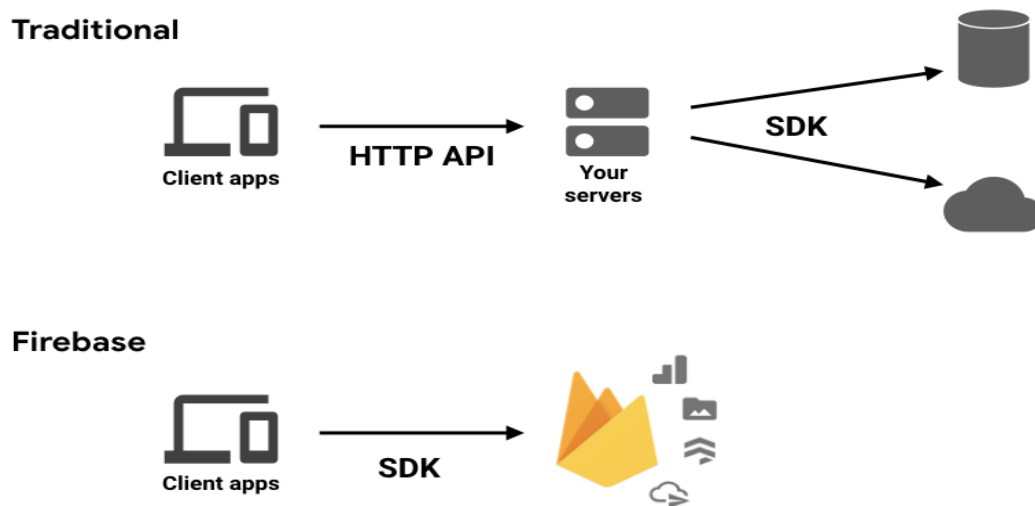 Traditional
SDK
HTTP API
Client apps
Your
servers
Firebase
SDK
Client apps